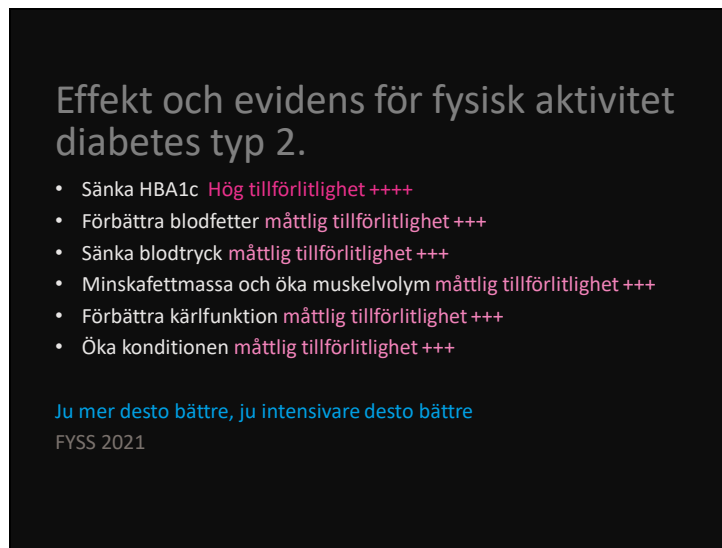 Effekt och evidens för fysisk aktivitet
diabetes typ 2.
• Sänka HBA1c Hög tillförlitlighet ++++
• Förbättra blodfetter måttlig tillförlitlighet +++
• Sänka blodtryck måttlig tillförlitlighet +++
• Minskafettmassa och öka muskelvolym måttlig tillförlitlighet +++
• Förbättra kärlfunktion måttlig tillförlitlighet +++
• Öka konditionen måttlig tillförlitlighet +++
Ju mer desto bättre, ju intensivare desto bättre
FYSS 2021